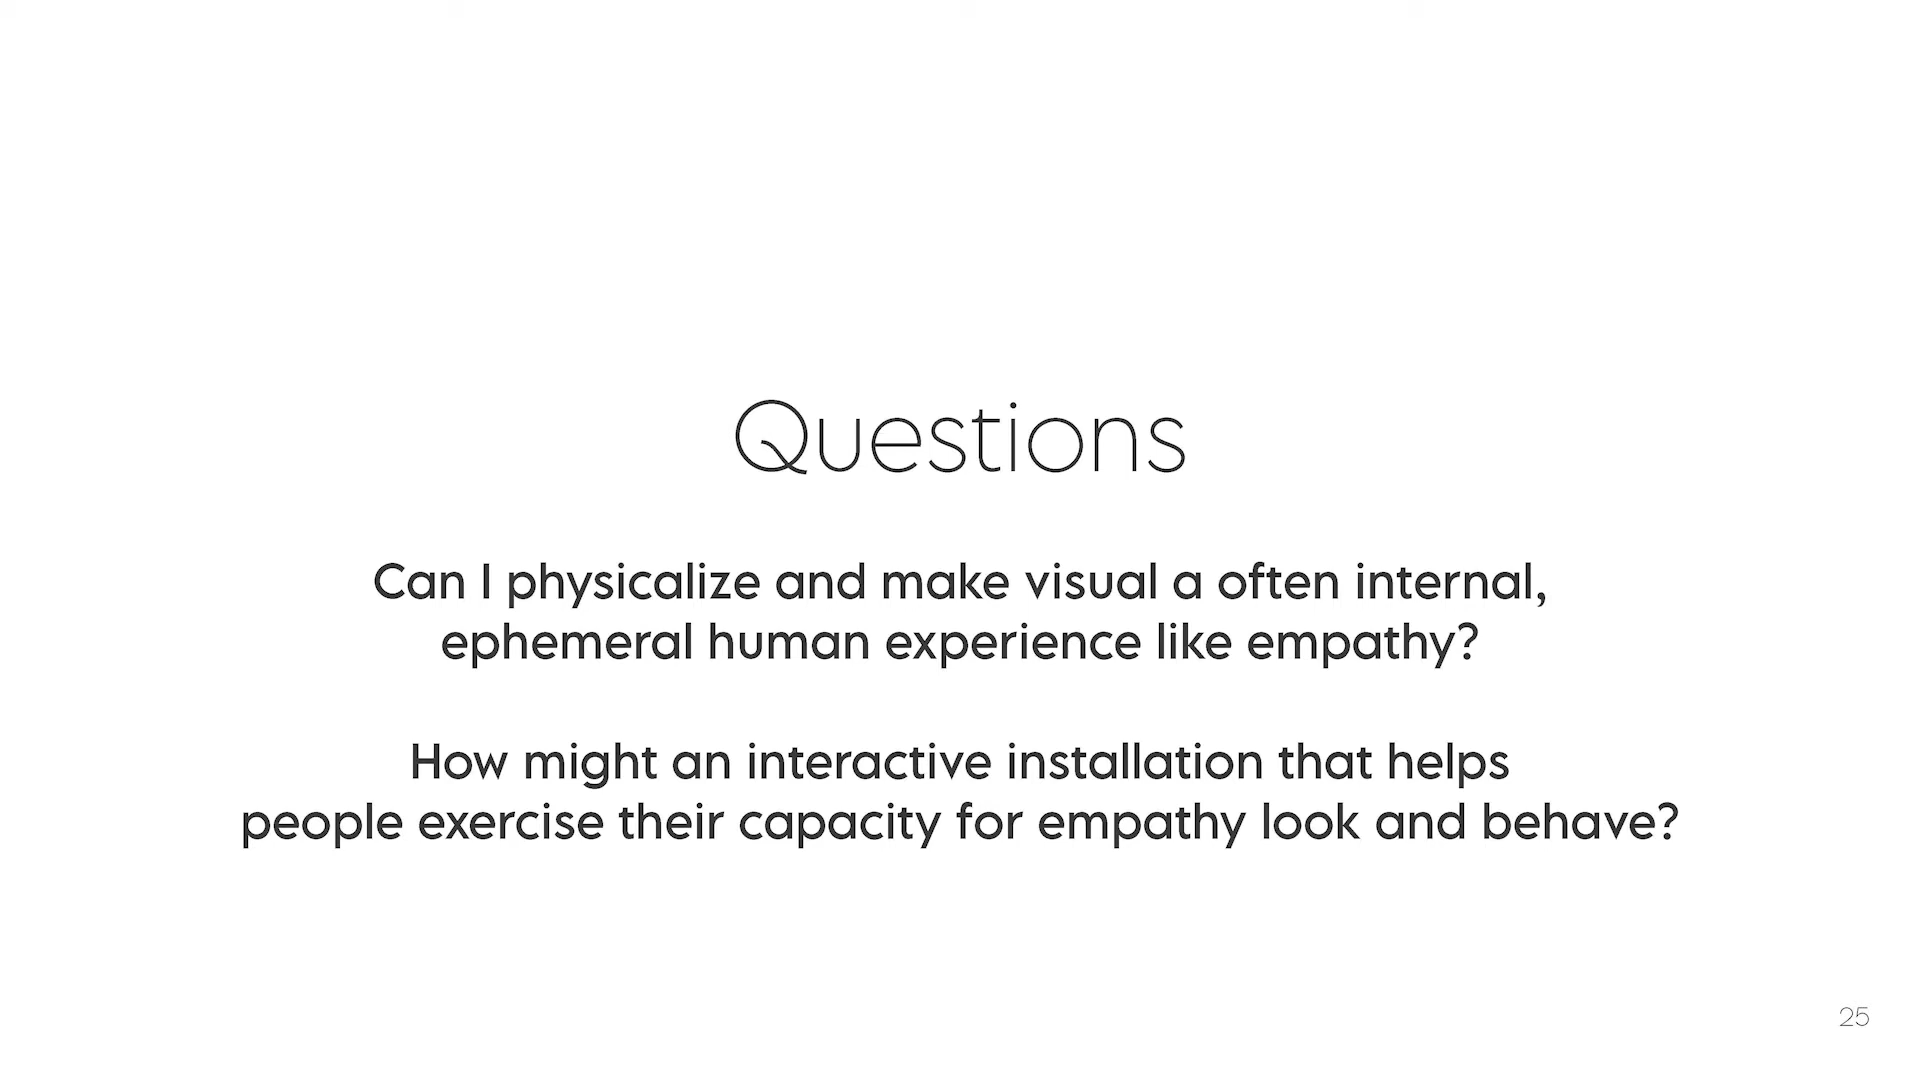 Questions
Can I physicalize and make visual a often internal,
ephemeral human experience like empathy?
How might an interactive installation that helps
people exercise their capacity for empathy look and behave?
25